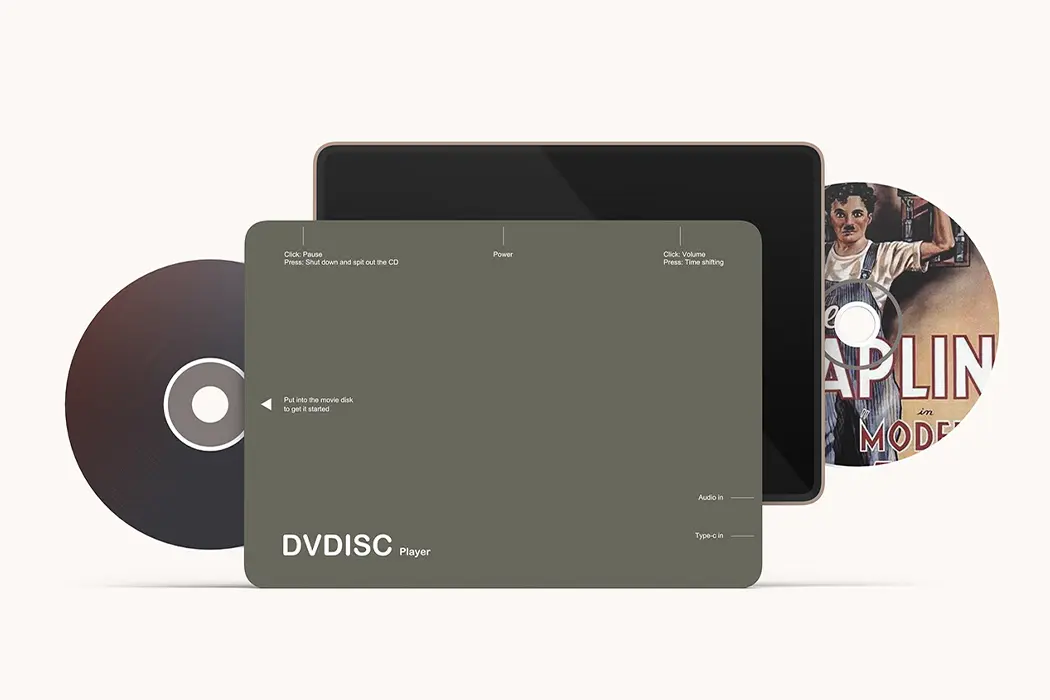 Click: Pause
Press: Shut down and spit out the CD
Power
Click: Volume
Press: Time shifting
Put into the movie disk
to get it started
Audio in
Type-c in
DVDISC Player
APLIN
in
MODE